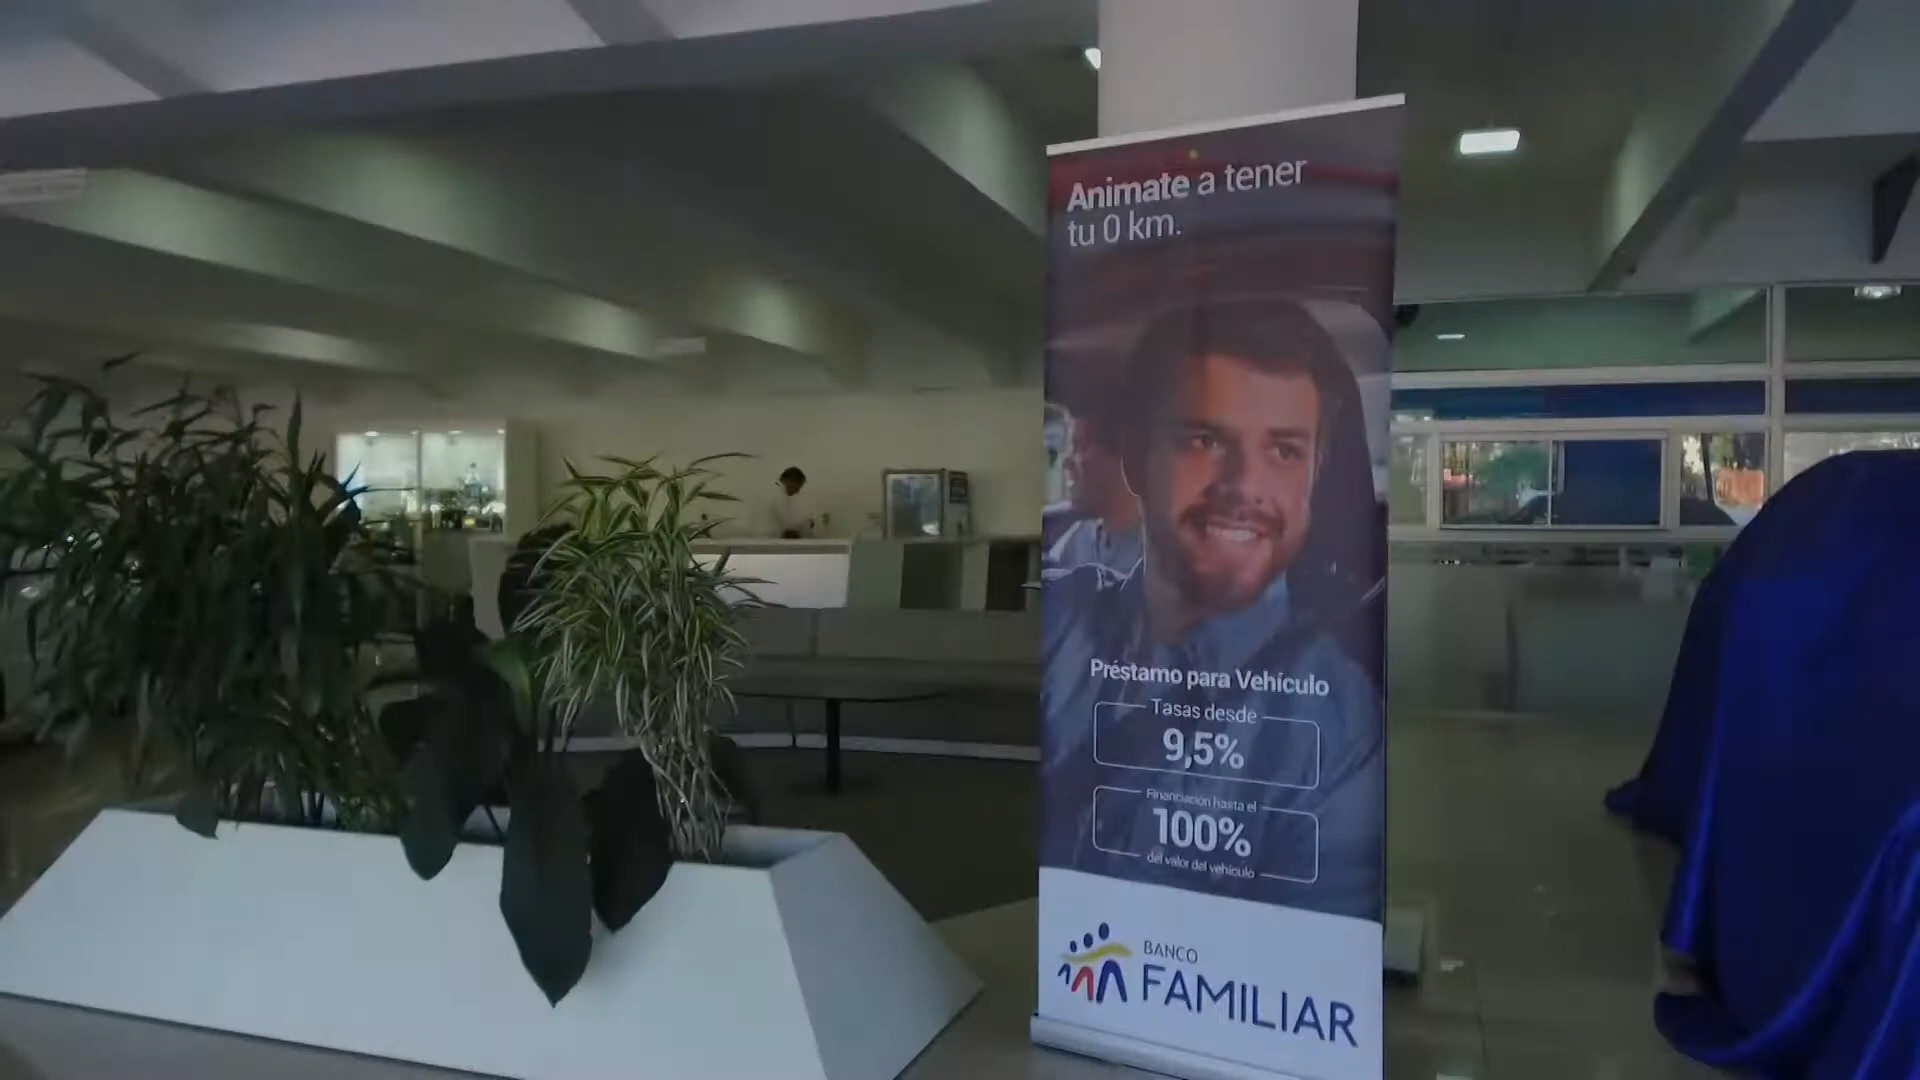 Animate a tener
tu 0 km.
Préstamo para Vehículo
Tasas desde
9,5%
Financiación hasta el
100%
del valor del vehículo
BANCO
FAMILIAR